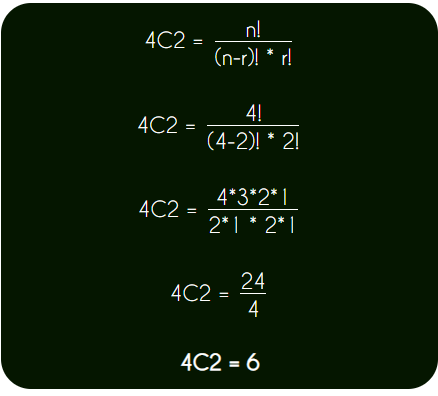 4C2 = n!
(n-r)! * r!
4C2 = 4!
(4-2)! * 2!
4C2 = 4*3*2*1
2*1 * 2*1
4C2 = 24
4
4C2 = 6